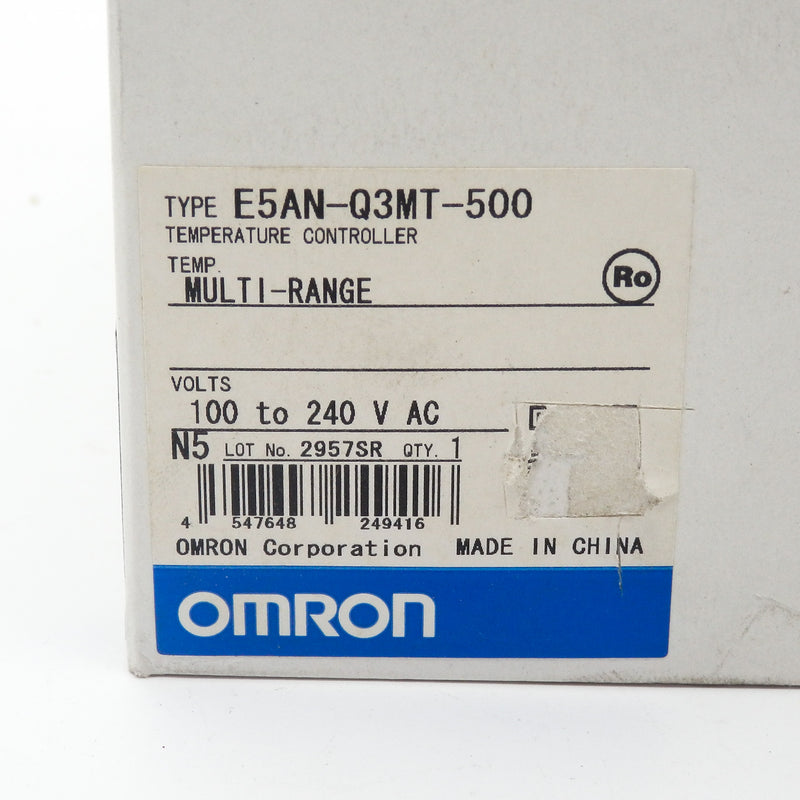 TYPE E5AN-Q3MT-500
TEMPERATURE CONTROLLER
TEMP.
MULTI-RANGE
Ro
VOLTS
100 to 240 V AC
N5 LOT No. 2957SR QTY. 1
4 547648 249416
OMRON Corporation MADE IN CHINA
OMRON